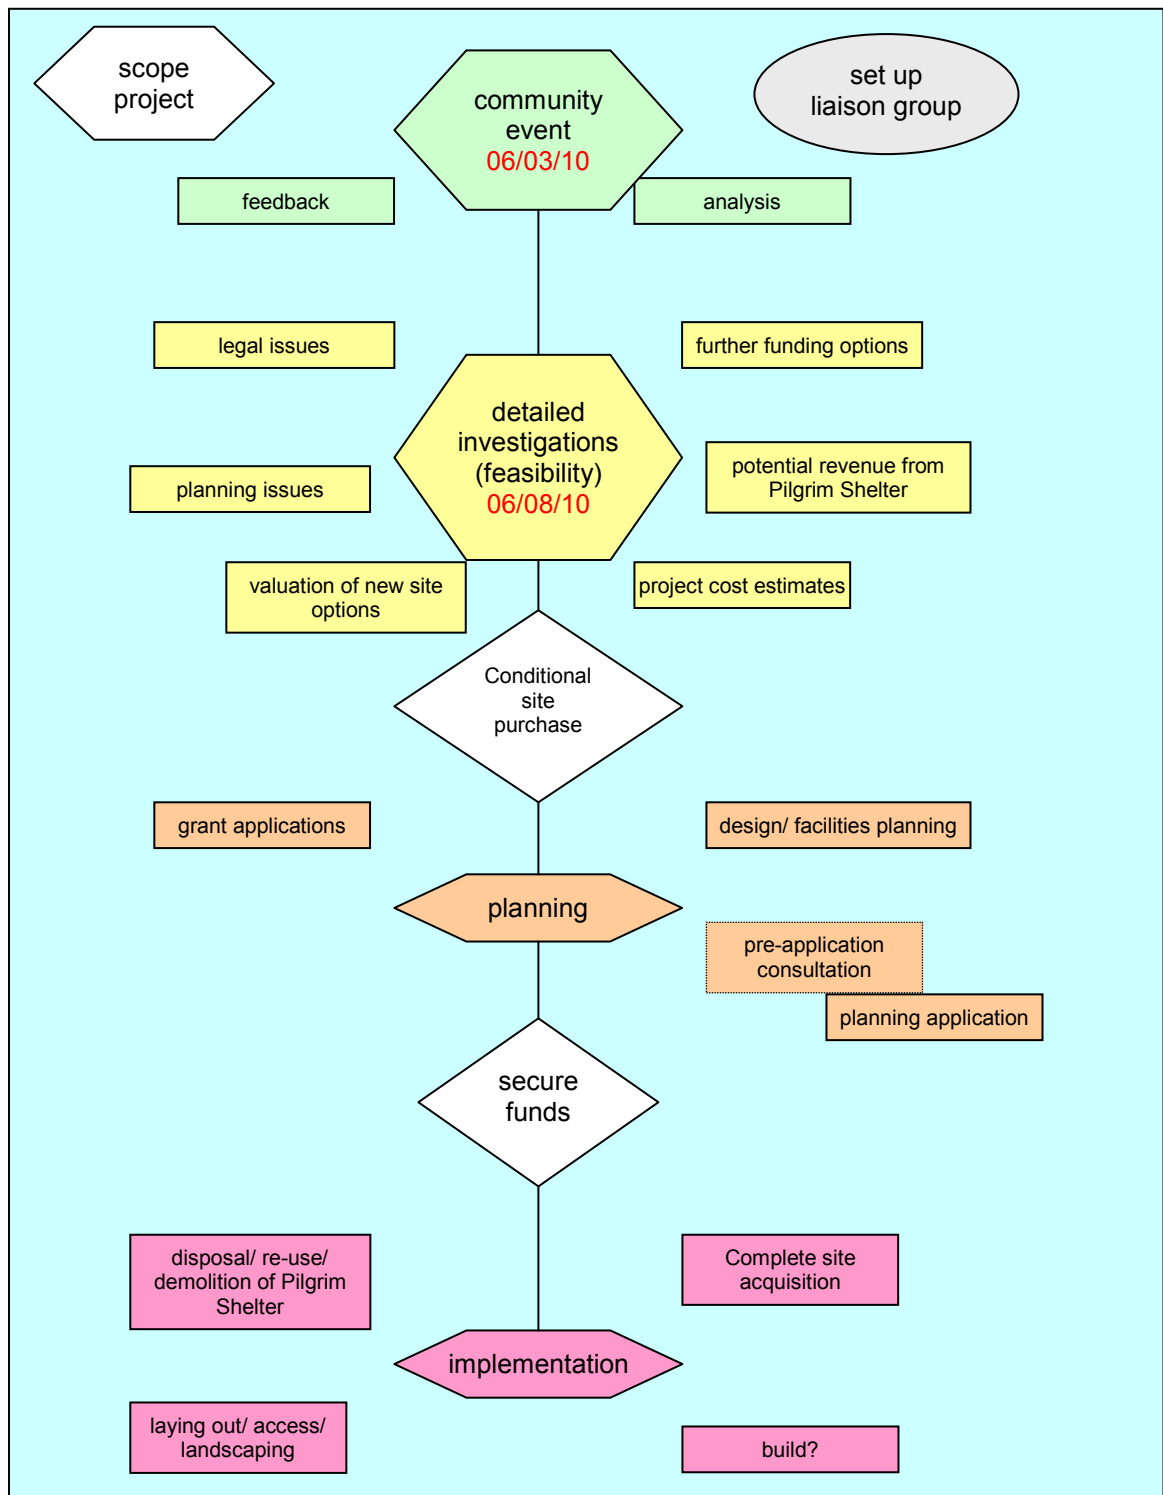 scope
project
community
event
06/03/10
set up
liaison group
feedback
analysis
legal issues
further funding options
detailed
investigations
(feasibility)
06/08/10
planning issues
potential revenue from
Pilgrim Shelter
valuation of new site
options
project cost estimates
Conditional
site
purchase
grant applications
design/ facilities planning
planning
pre-application
consultation
planning application
secure
funds
disposal/ re-use/
demolition of Pilgrim
Shelter
Complete site
acquisition
implementation
laying out/ access/
landscaping
build?